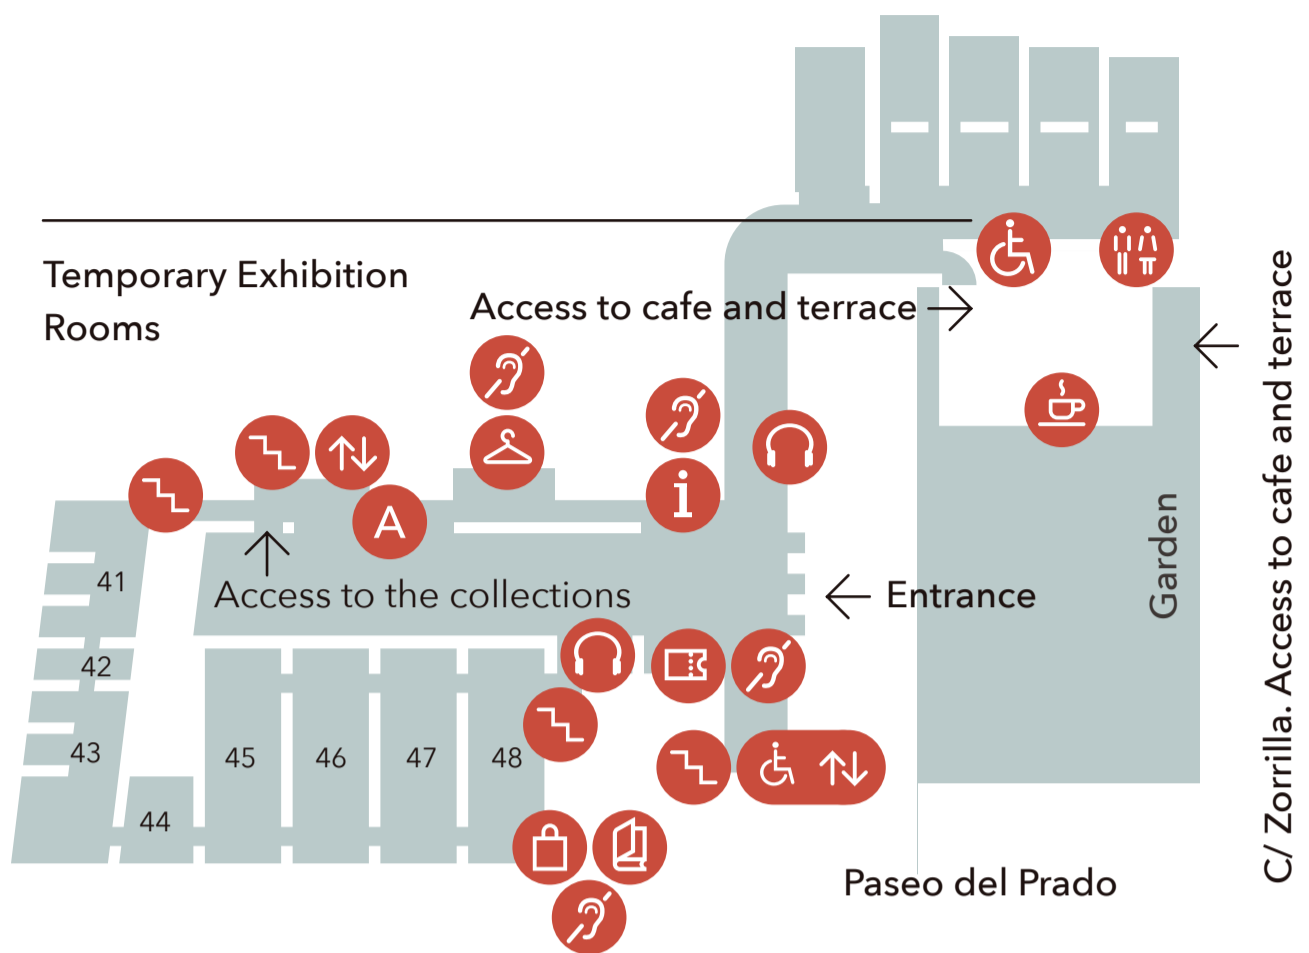 Temporary Exhibition
Rooms
Access to cafe and terrace
i
A
41
Access to the collections
Entrance
42
43
44
45
46
47
48
Garden
Paseo del Prado
C/ Zorrilla. Access to cafe and terrace